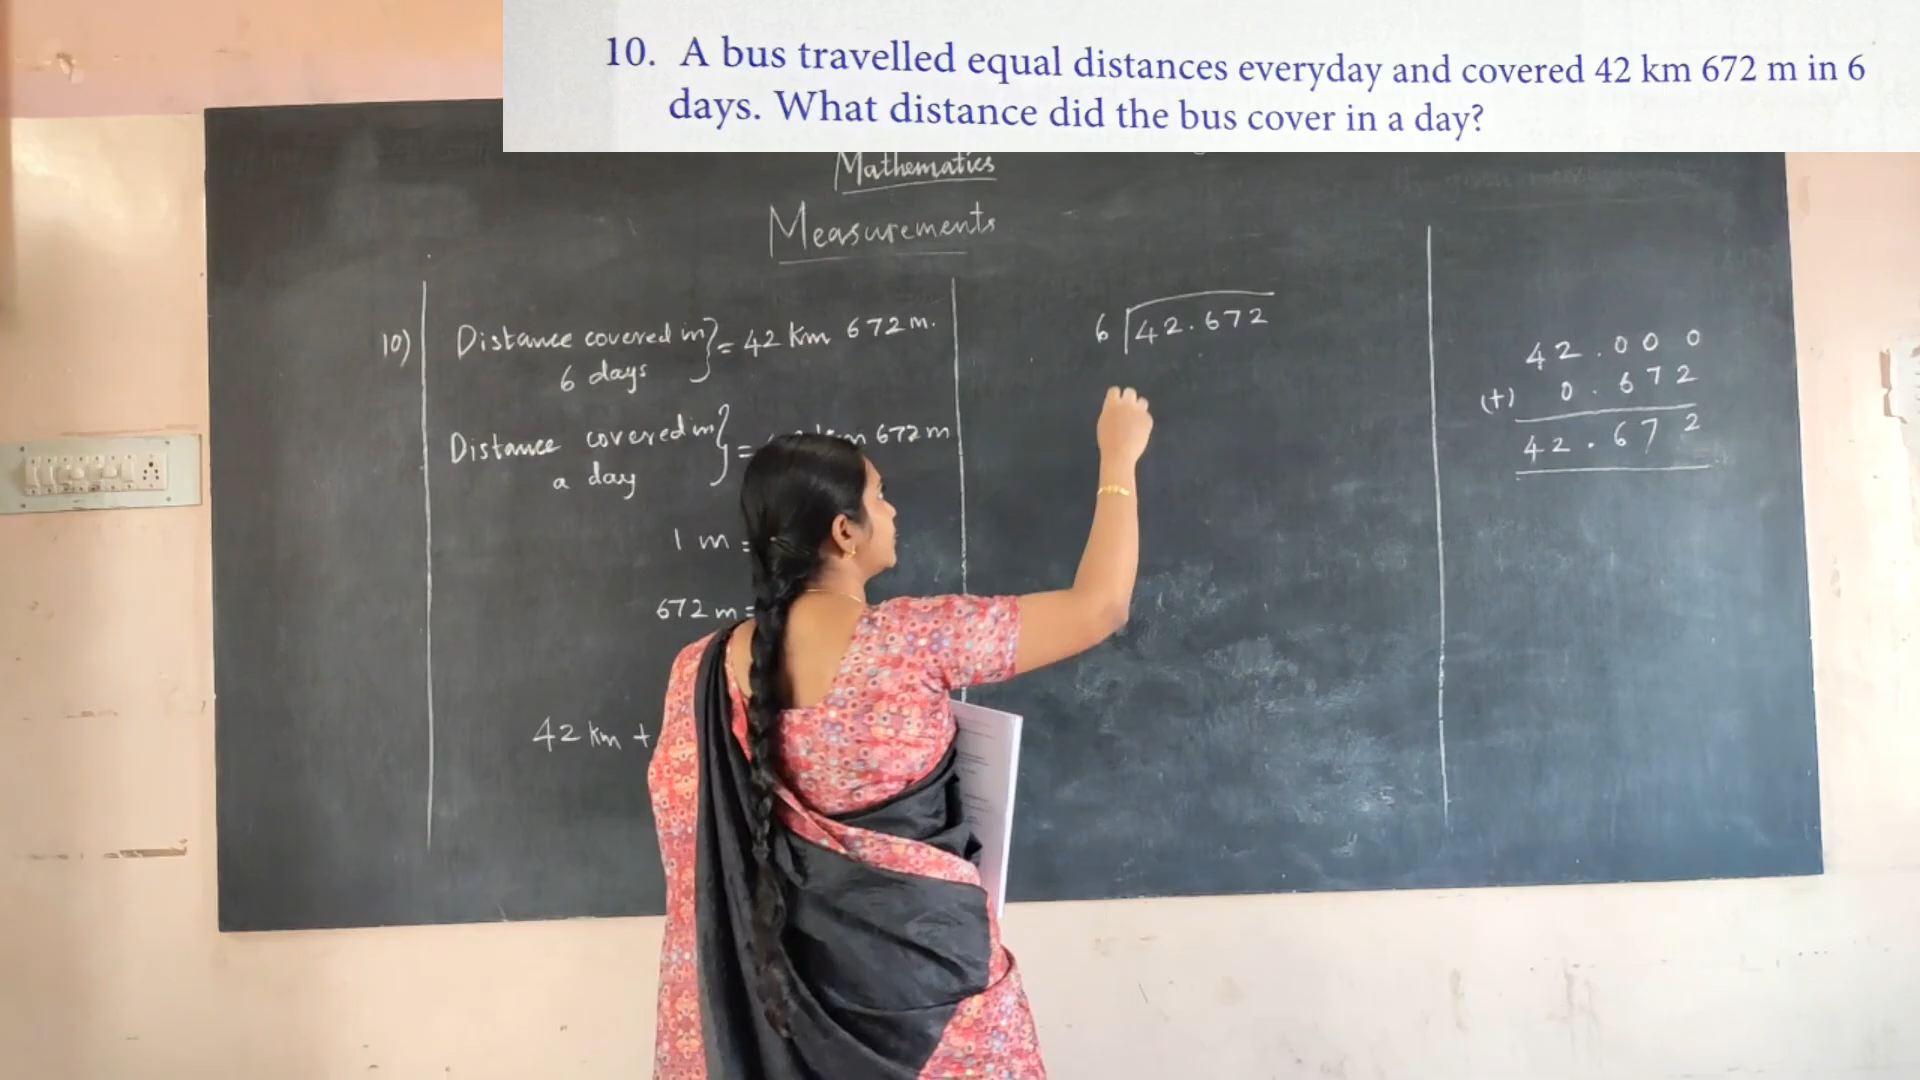 10. A bus travelled equal distances everyday and covered 42 km 672 m in 6
days. What distance did the bus cover in a day?
Mathematics
Measurements
10)
Distance covered in } = 42 Km 672 m.
6 days
Distance covered in } = km 672 m
a day
1 m =
672 m =
42 km +
6 42.672
42.000
(+) 0.672
42.672